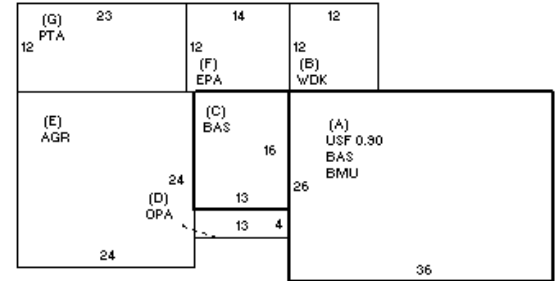 (G) 23 14 12
PTA
12 12 12
(F) (B)
EPA WDK
(E) (C) (A)
AGR BAS USF 0.90
BAS
16 BMU
24 26
(D) 13
OPA
13 4
24 36